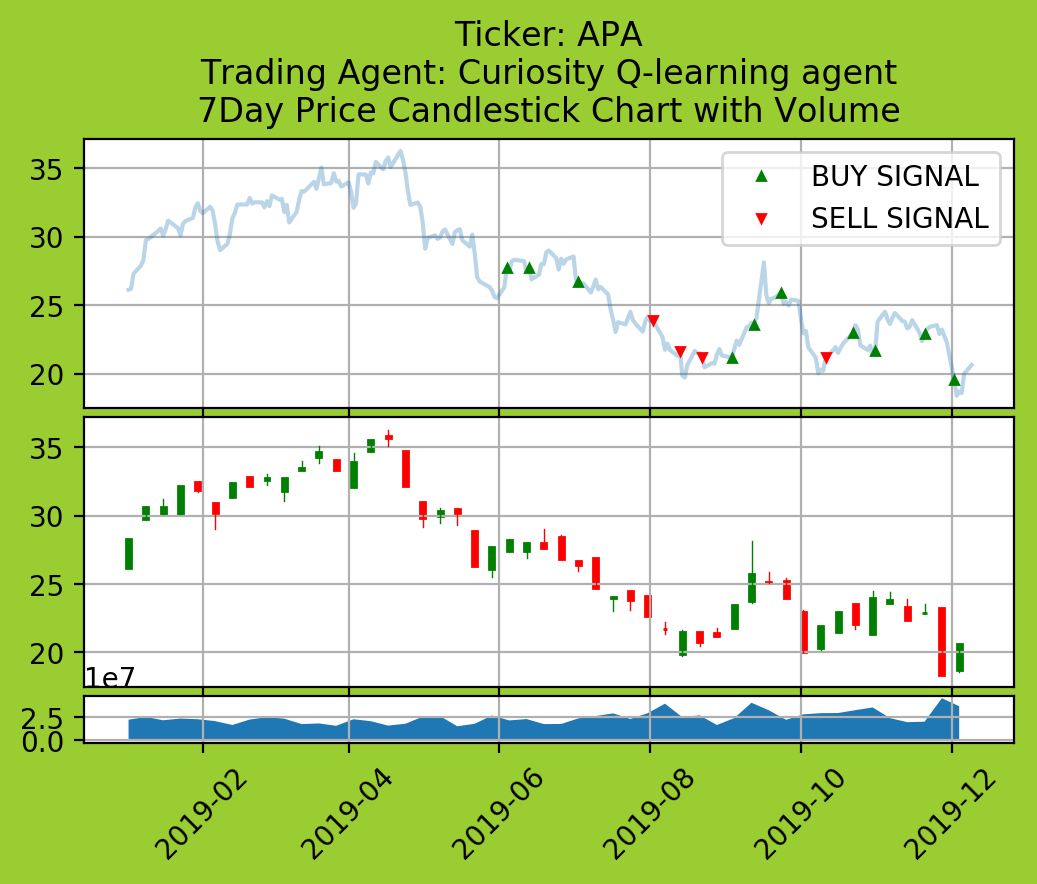 Ticker: APA
Trading Agent: Curiosity Q-learning agent
7Day Price Candlestick Chart with Volume
35
30
25
20
BUY SIGNAL
SELL SIGNAL
35
30
25
20
1e7
2.5
0.0
2019-02
2019-04
2019-06
2019-08
2019-10
2019-12